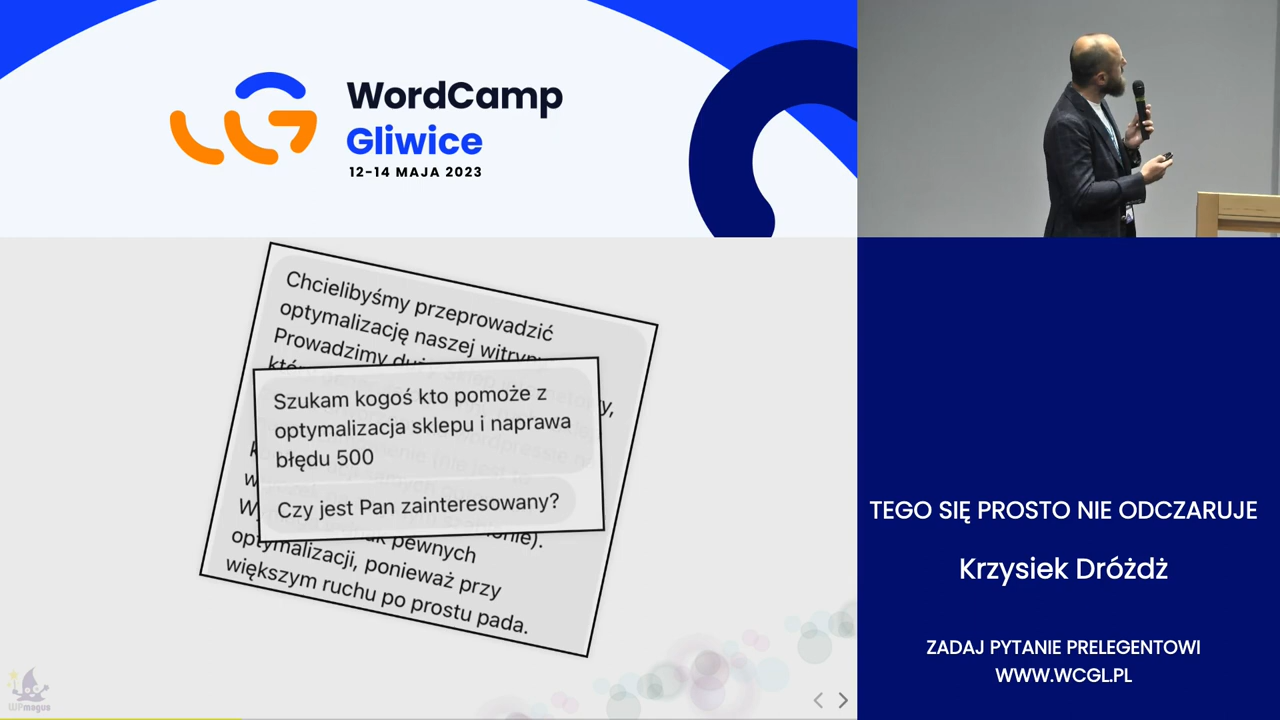 WordCamp
Gliwice
12-14 MAJA 2023
Chcielibyśmy przeprowadzić
optymalizację naszej
Prowadzimy
Szukam kogoś kto pomoże z
optymalizacja sklepu i naprawa
błędu 500
Czy jest Pan zainteresowany?
pewnych
optymalizacji, ponieważ przy
większym ruchu po prostu pada.
WPmagus
TEGO SIĘ PROSTO NIE ODCZARUJE
Krzysiek Dróżdż
ZADAJ PYTANIE PRELEGENTOWI
WWW.WCGL.PL